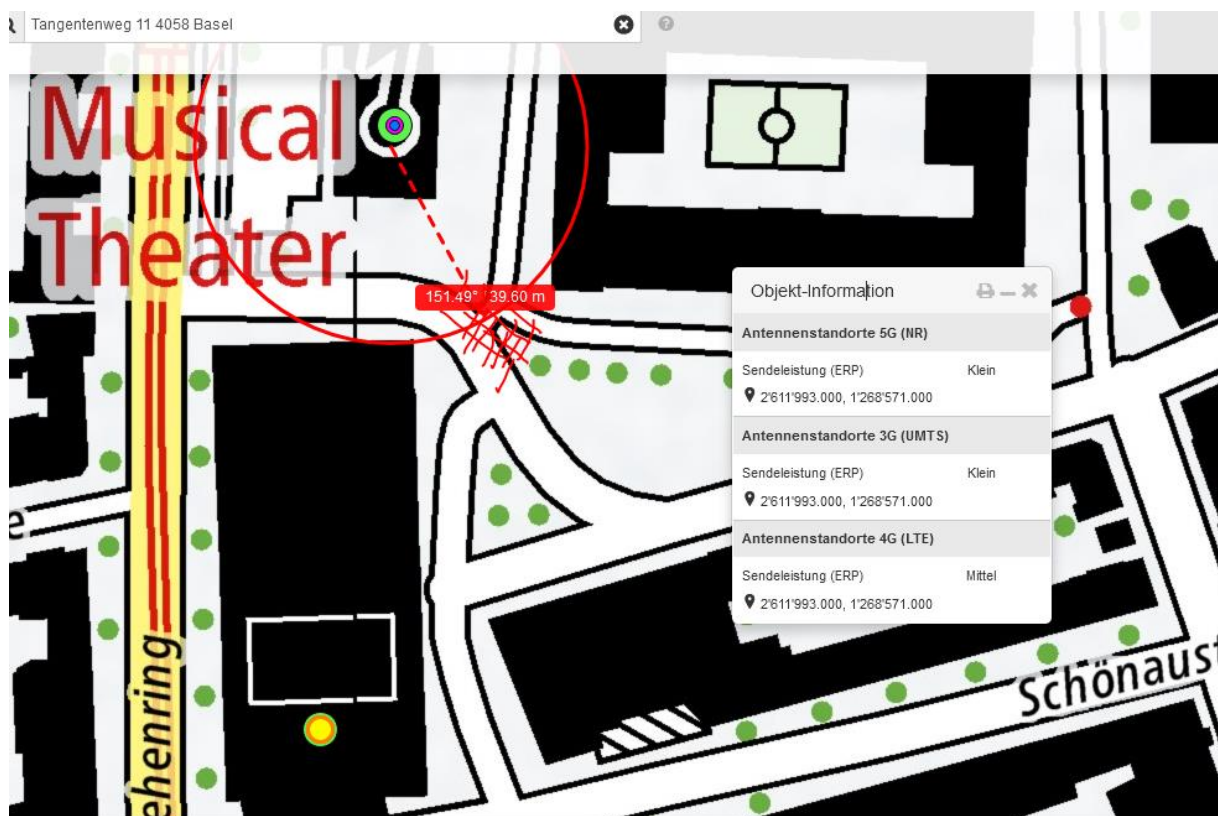 Tangentenweg 11 4058 Basel
Musical
Theater
151.49° / 39.60 m
Objekt-Information
Antennenstandorte 5G (NR)
Sendeleistung (ERP) Klein
2'611'993.000, 1'268'571.000
Antennenstandorte 3G (UMTS)
Sendeleistung (ERP) Klein
2'611'993.000, 1'268'571.000
Antennenstandorte 4G (LTE)
Sendeleistung (ERP) Mittel
2'611'993.000, 1'268'571.000
e
ehenring
Schönaust